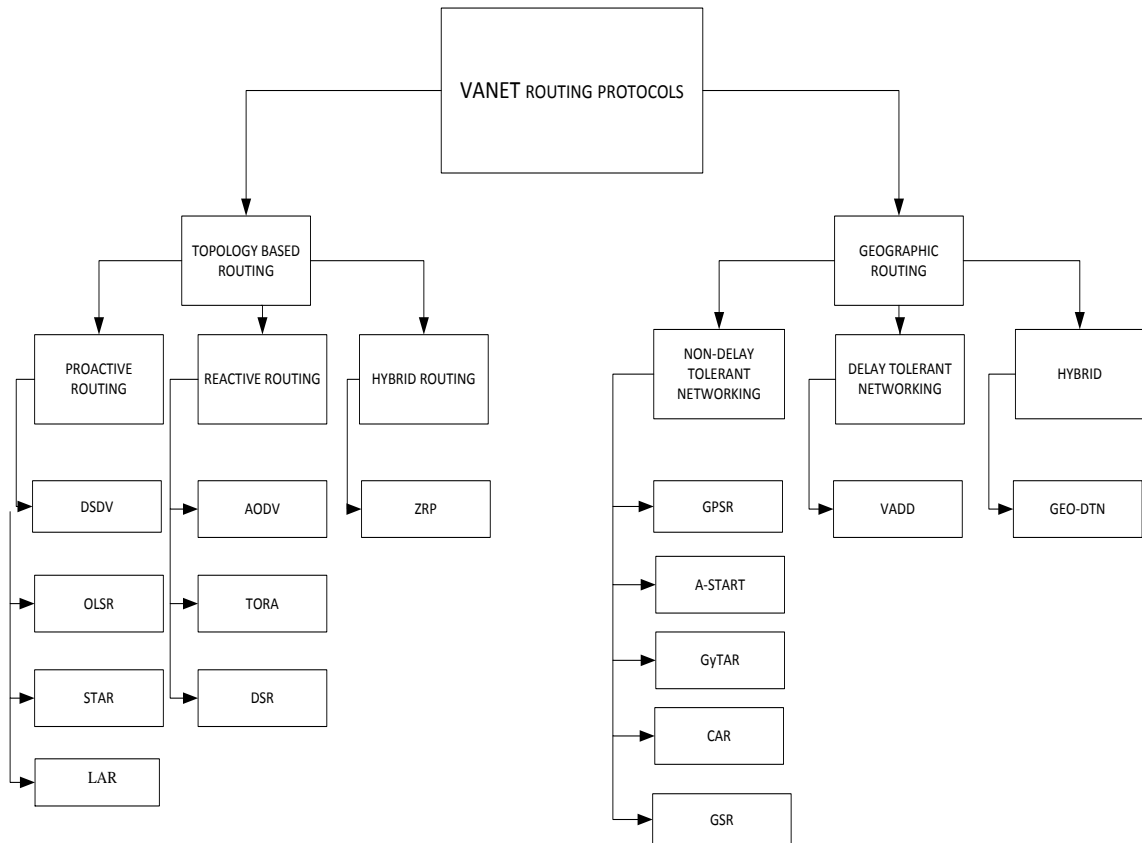 VANET ROUTING PROTOCOLS
TOPOLOGY BASED
ROUTING
GEOGRAPHIC
ROUTING
PROACTIVE
ROUTING
REACTIVE ROUTING
HYBRID ROUTING
NON-DELAY
TOLERANT
NETWORKING
DELAY TOLERANT
NETWORKING
HYBRID
DSDV
AODV
ZRP
GPSR
VADD
GEO-DTN
OLSR
TORA
A-START
STAR
DSR
GyTAR
CAR
LAR
GSR